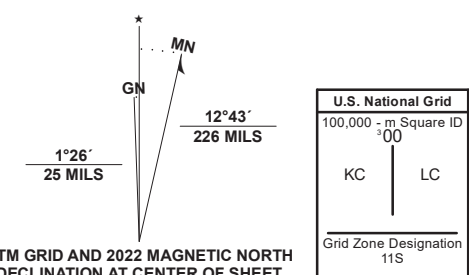 ★
MN
GN
12°43´
226 MILS
1°26´
25 MILS
TM GRID AND 2022 MAGNETIC NORTH
DECLINATION AT CENTER OF SHEET
U.S. National Grid
100,000 - m Square ID
³00
KC LC
Grid Zone Designation
11S